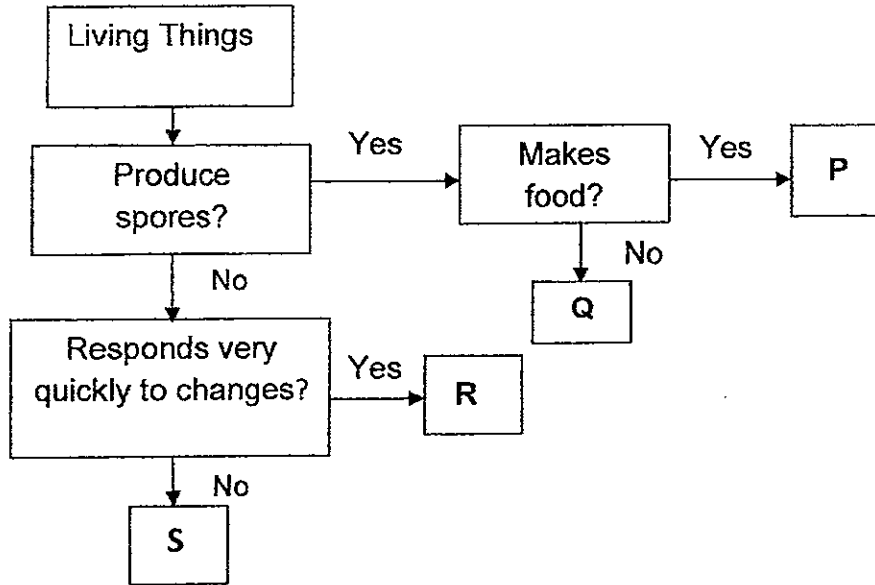 Living Things
Produce
spores?
Yes
Makes
food?
Yes
P
No
Q
No
Responds very
quickly to changes?
Yes
R
No
S